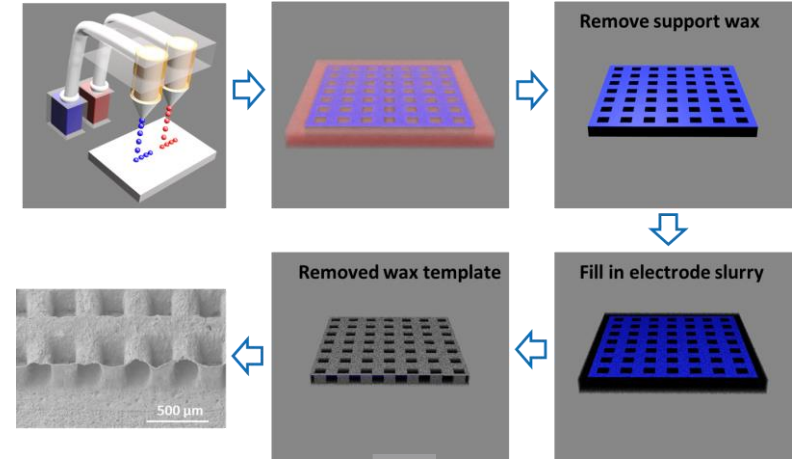 Remove support wax
Removed wax template
Fill in electrode slurry
500 μm